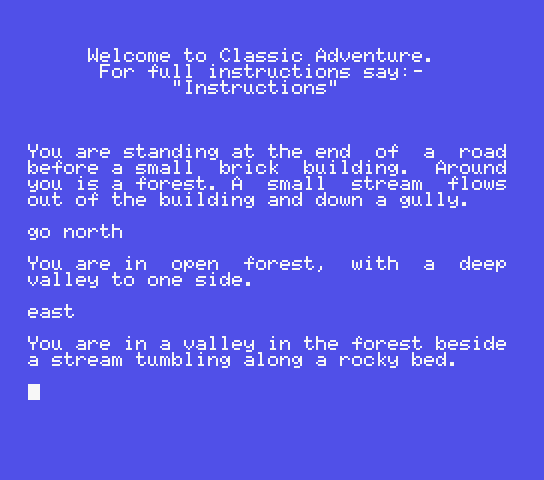 Welcome to Classic Adventure.
For full instructions say:-
"Instructions"
You are standing at the end  of  a  road
before a small  brick  building.  Around
you is a forest. A  small  stream  flows
out of the building and down a gully.
go north
You are in  open  forest,  with  a  deep
valley to one side.
east
You are in a valley in the forest beside
a stream tumbling along a rocky bed.